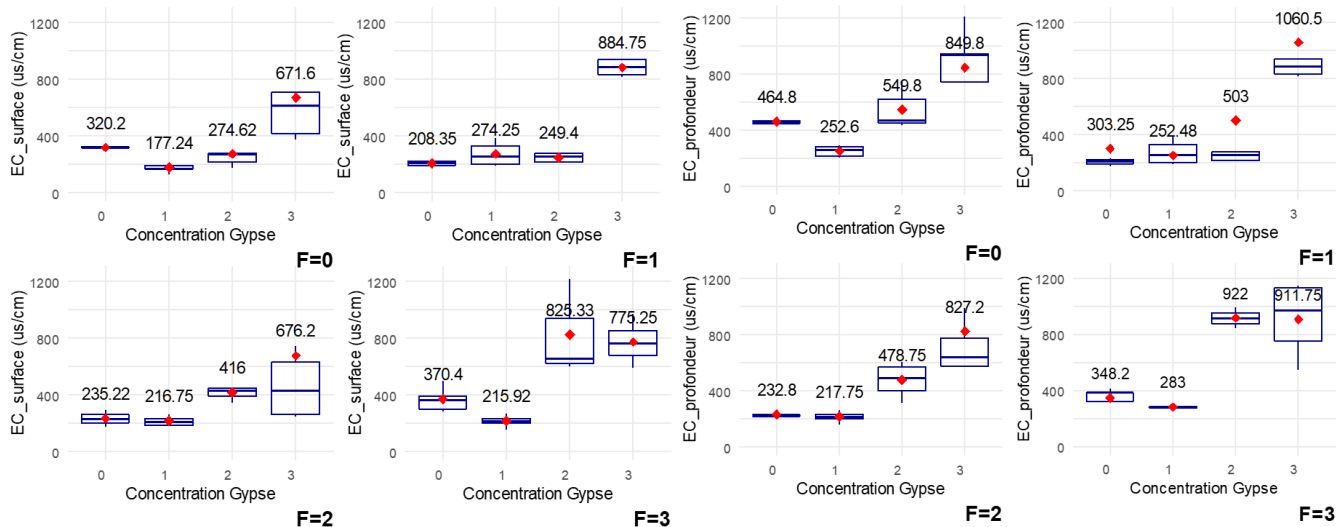 EC_surface (us/cm)
1200
800
400
0
320.2
177.24
274.62
671.6
0 1 2 3
Concentration Gypse
F=0
EC_surface (us/cm)
1200
800
400
0
208.35
274.25
249.4
884.75
0 1 2 3
Concentration Gypse
F=1
EC_profondeur (us/cm)
1200
800
400
0
464.8
252.6
549.8
849.8
0 1 2 3
Concentration Gypse
F=0
EC_profondeur (us/cm)
1200
800
400
0
303.25
252.48
503
1060.5
0 1 2 3
Concentration Gypse
F=1
EC_surface (us/cm)
1200
800
400
0
235.22
216.75
416
676.2
0 1 2 3
Concentration Gypse
F=2
EC_surface (us/cm)
1200
800
400
0
370.4
215.92
825.33
775.25
0 1 2 3
Concentration Gypse
F=3
EC_profondeur (us/cm)
1200
800
400
0
232.8
217.75
478.75
827.2
0 1 2 3
Concentration Gypse
F=2
EC_profondeur (us/cm)
1200
800
400
0
348.2
283
922
911.75
0 1 2 3
Concentration Gypse
F=3